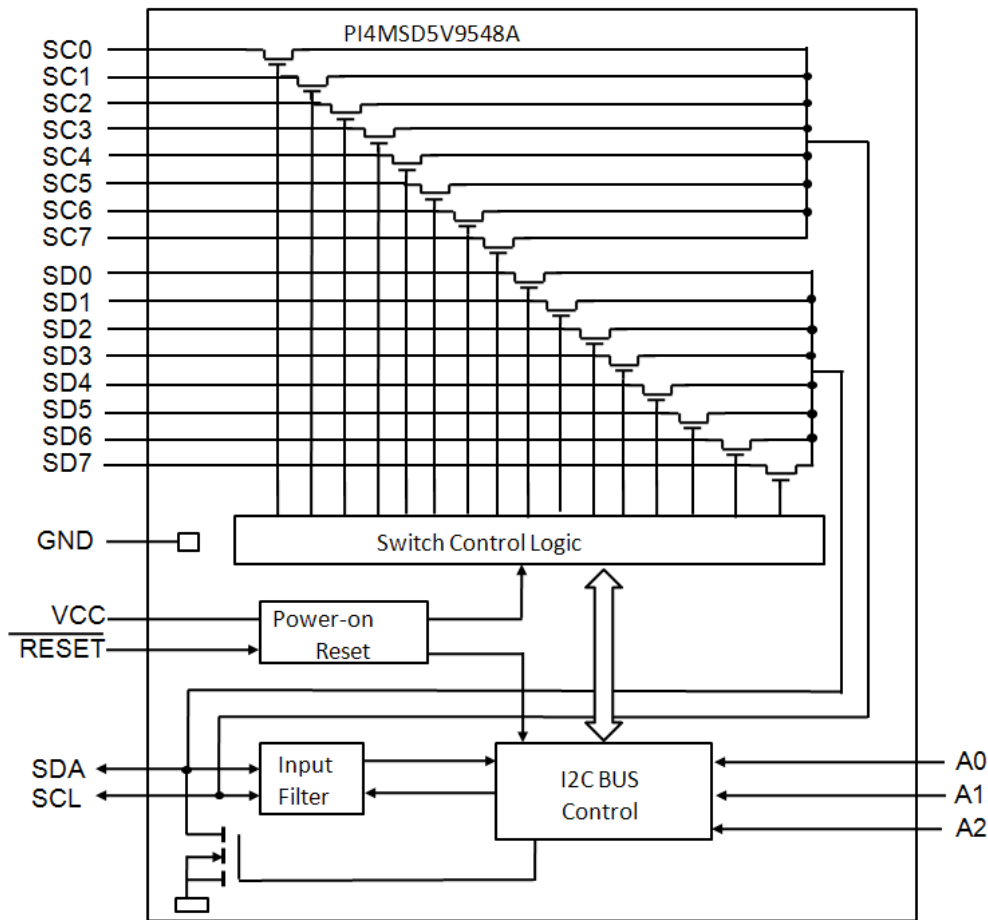 PI4MSD5V9548A
SC0
SC1
SC2
SC3
SC4
SC5
SC6
SC7
SD0
SD1
SD2
SD3
SD4
SD5
SD6
SD7
GND
Switch Control Logic
VCC
RESET
Power-on
Reset
SDA
SCL
Input
Filter
I2C BUS
Control
A0
A1
A2